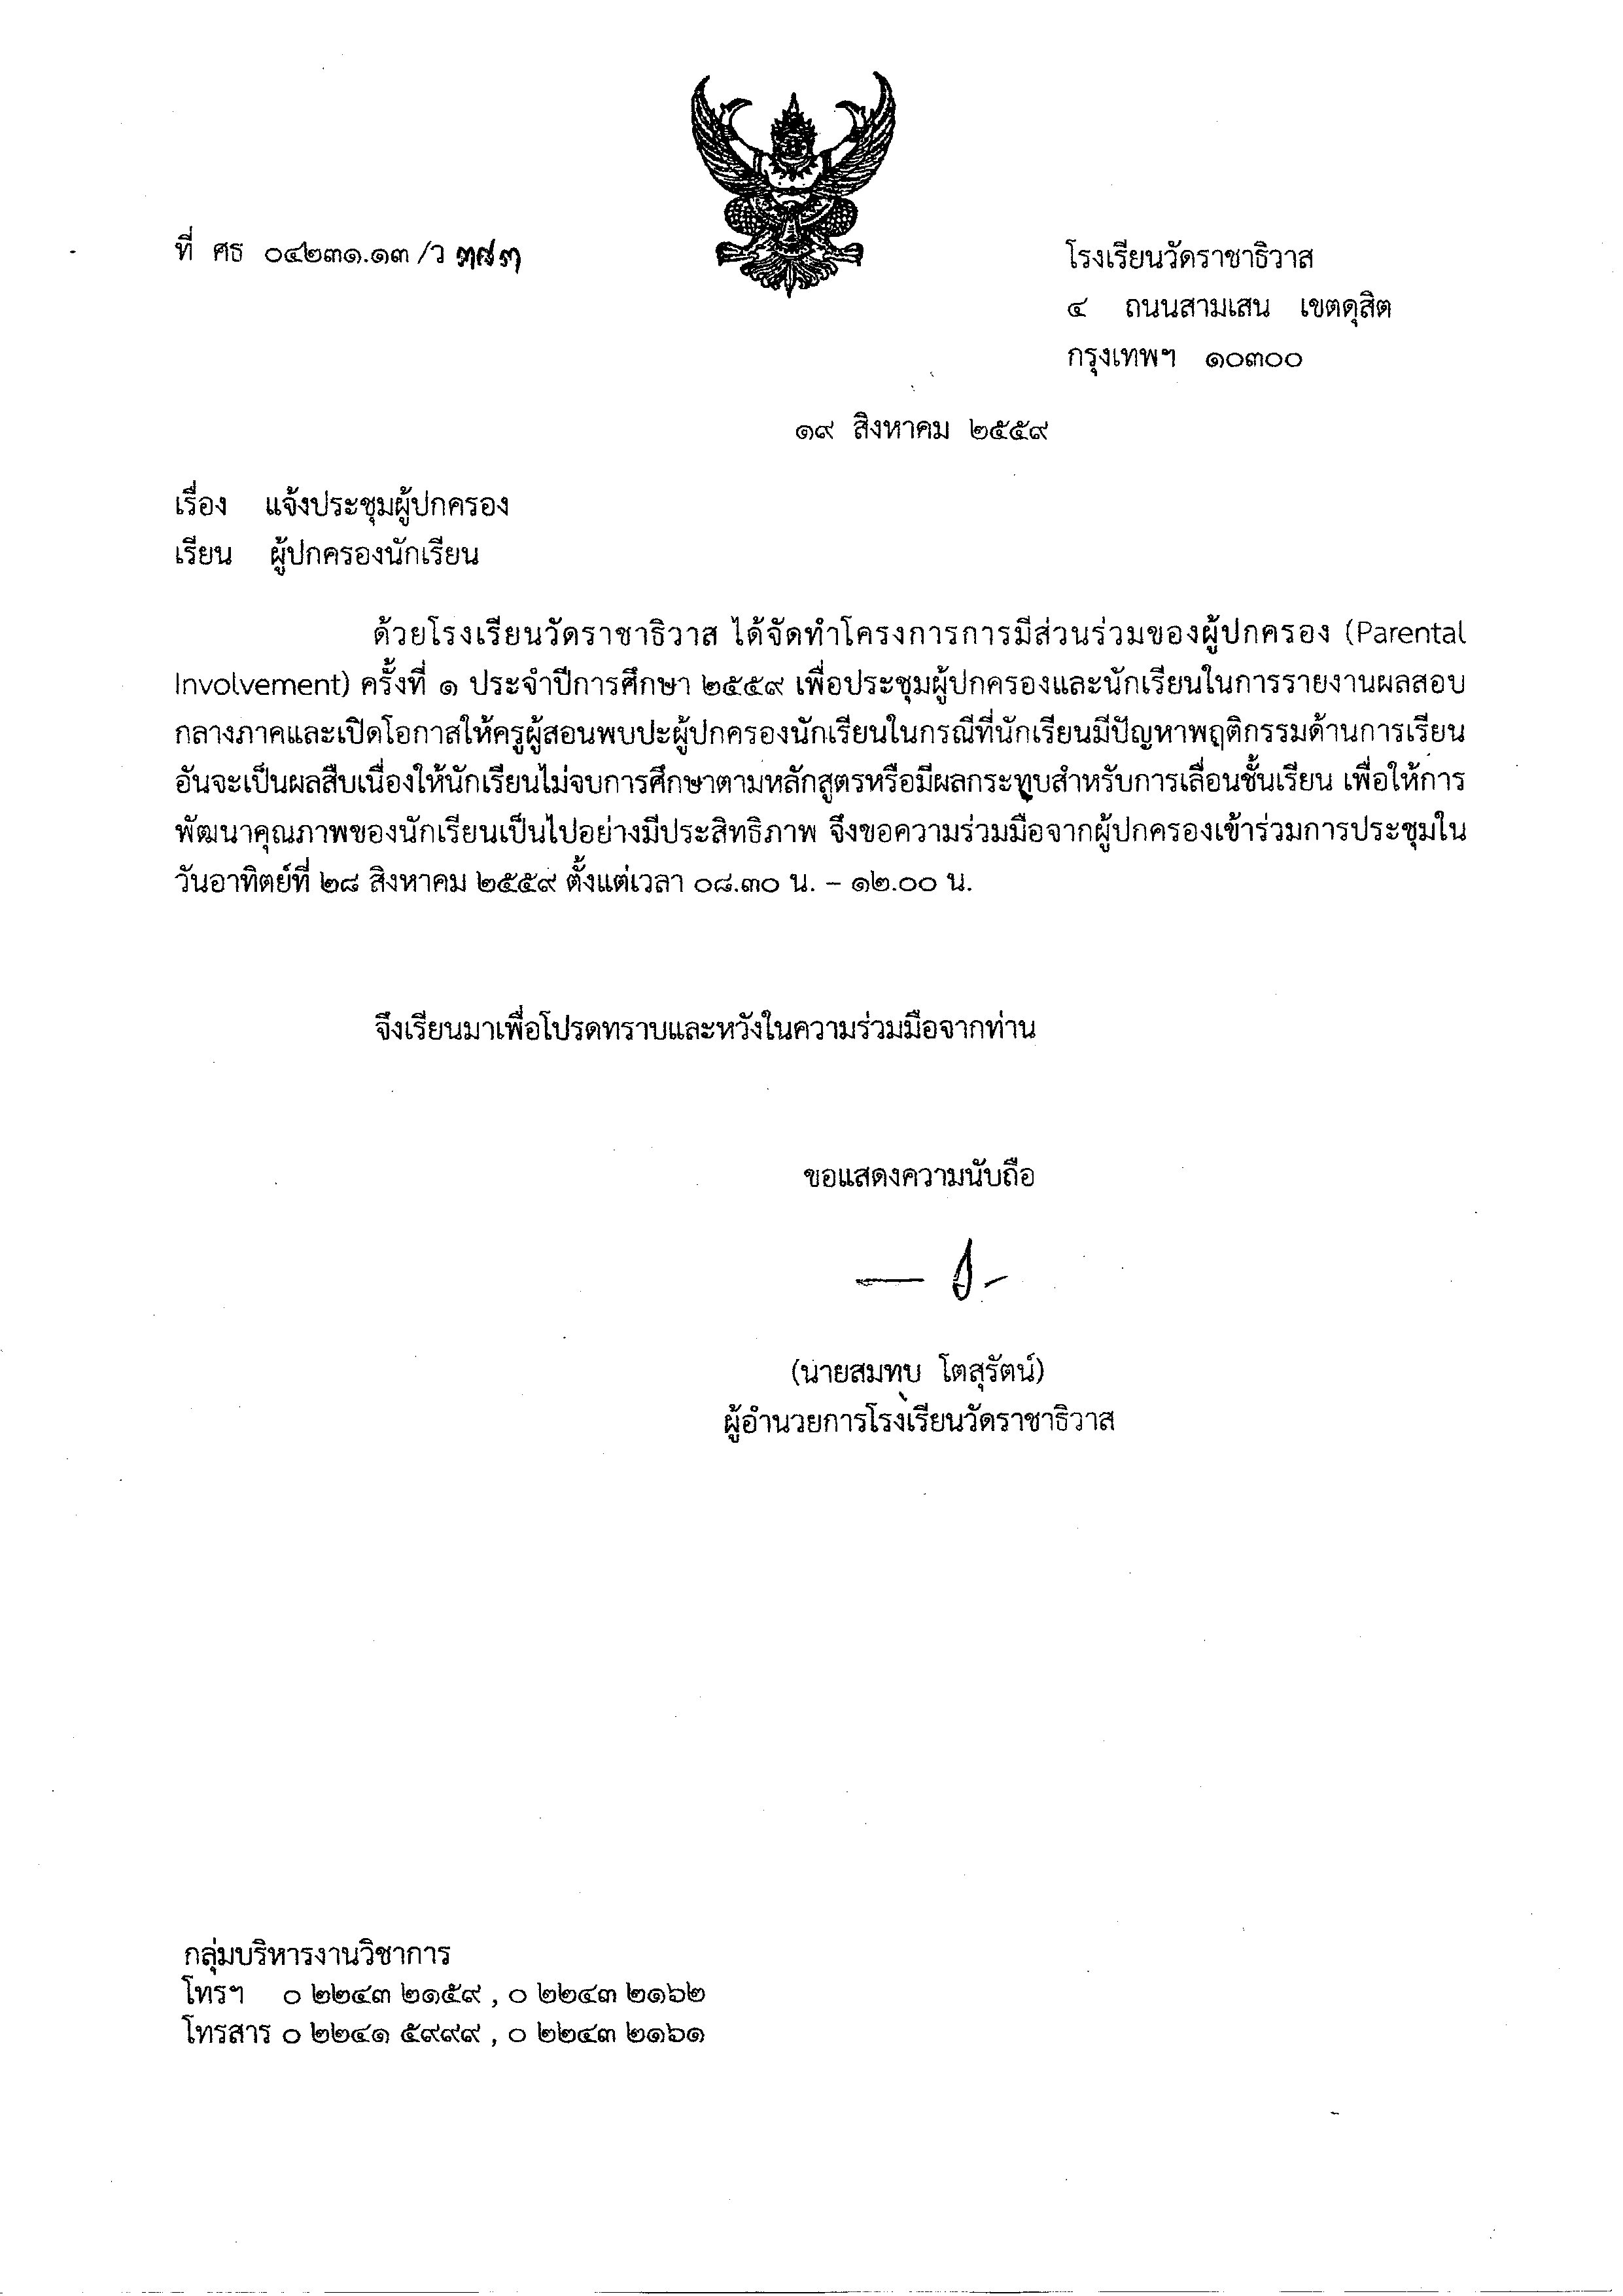 ที่ ศธ ๐๔๒๓๑.๑๓ /ว ๓๗๓
โรงเรียนวัดราชาธิวาส
๔ ถนนสามเสน เขตดุสิต
กรุงเทพฯ ๑๐๓๐๐
๑๙ สิงหาคม ๒๕๕๙
เรื่อง แจ้งประชุมผู้ปกครอง
เรียน ผู้ปกครองนักเรียน
ด้วยโรงเรียนวัดราชาธิวาส ได้จัดทำโครงการการมีส่วนร่วมของผู้ปกครอง (Parental
Involvement) ครั้งที่ ๑ ประจำปีการศึกษา ๒๕๕๙ เพื่อประชุมผู้ปกครองและนักเรียนในการรายงานผลสอบ
กลางภาคและเปิดโอกาสให้ครูผู้สอนพบปะผู้ปกครองนักเรียนในกรณีที่นักเรียนมีปัญหาพฤติกรรมด้านการเรียน
อันจะเป็นผลสืบเนื่องให้นักเรียนไม่จบการศึกษาตามหลักสูตรหรือมีผลกระทบสำหรับการเลื่อนชั้นเรียน เพื่อให้การ
พัฒนาคุณภาพของนักเรียนเป็นไปอย่างมีประสิทธิภาพ จึงขอความร่วมมือจากผู้ปกครองเข้าร่วมการประชุมใน
วันอาทิตย์ที่ ๒๘ สิงหาคม ๒๕๕๙ ตั้งแต่เวลา ๐๘.๓๐ น. – ๑๒.๐๐ น.
จึงเรียนมาเพื่อโปรดทราบและหวังในความร่วมมือจากท่าน
ขอแสดงความนับถือ
(นายสมทบ โตสุรัตน์)
ผู้อำนวยการโรงเรียนวัดราชาธิวาส
กลุ่มบริหารงานวิชาการ
โทรฯ ๐ ๒๒๔๓ ๒๑๕๙ , ๐ ๒๒๔๓ ๒๑๖๒
โทรสาร ๐ ๒๒๔๑ ๕๙๙๙ , ๐ ๒๒๔๓ ๒๑๖๑